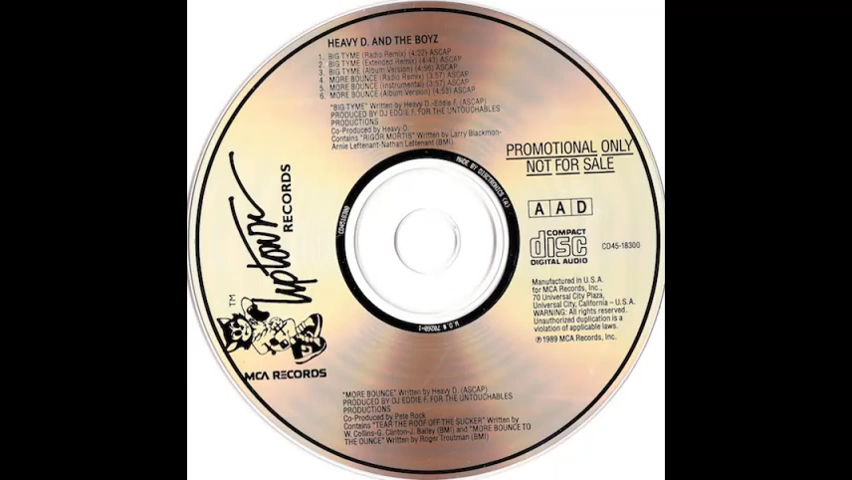 HEAVY D. AND THE BOYZ
1. BIG TYME (Radio Remix) (4:22) ASCAP
2. BIG TYME (Extended Remix) (4:43) ASCAP
3. BIG TYME (Album Version) (4:56) ASCAP
4. MORE BOUNCE (Radio Remix) (3:57) ASCAP
5. MORE BOUNCE (Instrumental) (3:57) ASCAP
6. MORE BOUNCE (Album Version) (4:53) ASCAP
"BIG TYME" Written by Heavy D.-Eddie F. (ASCAP)
PRODUCED BY DJ EDDIE F. FOR THE UNTOUCHABLES
PRODUCTIONS
Co-Produced by Heavy D.
Contains "RIGOR MORTIS" Written by Larry Blackmon-
Arnie Leftenant-Nathan Leftenant (BMI)
PROMOTIONAL ONLY
NOT FOR SALE
AAD
COMPACT
disc
DIGITAL AUDIO
CD45-18300
Manufactured in U.S.A.
for MCA Records, Inc.,
70 Universal City Plaza,
Universal City, California – U.S.A.
WARNING: All rights reserved.
Unauthorized duplication is a
violation of applicable laws.
℗1989 MCA Records, Inc.
Uptown
RECORDS
TM
MCA RECORDS
"MORE BOUNCE" Written by Heavy D. (ASCAP)
PRODUCED BY DJ EDDIE F. FOR THE UNTOUCHABLES
PRODUCTIONS
Co-Produced by Pete Rock
Contains "TEAR THE ROOF OFF THE SUCKER" Written by
W. Collins-G. Clinton-J. Bailey (BMI) and "MORE BOUNCE TO
THE OUNCE" Written by Roger Troutman (BMI)